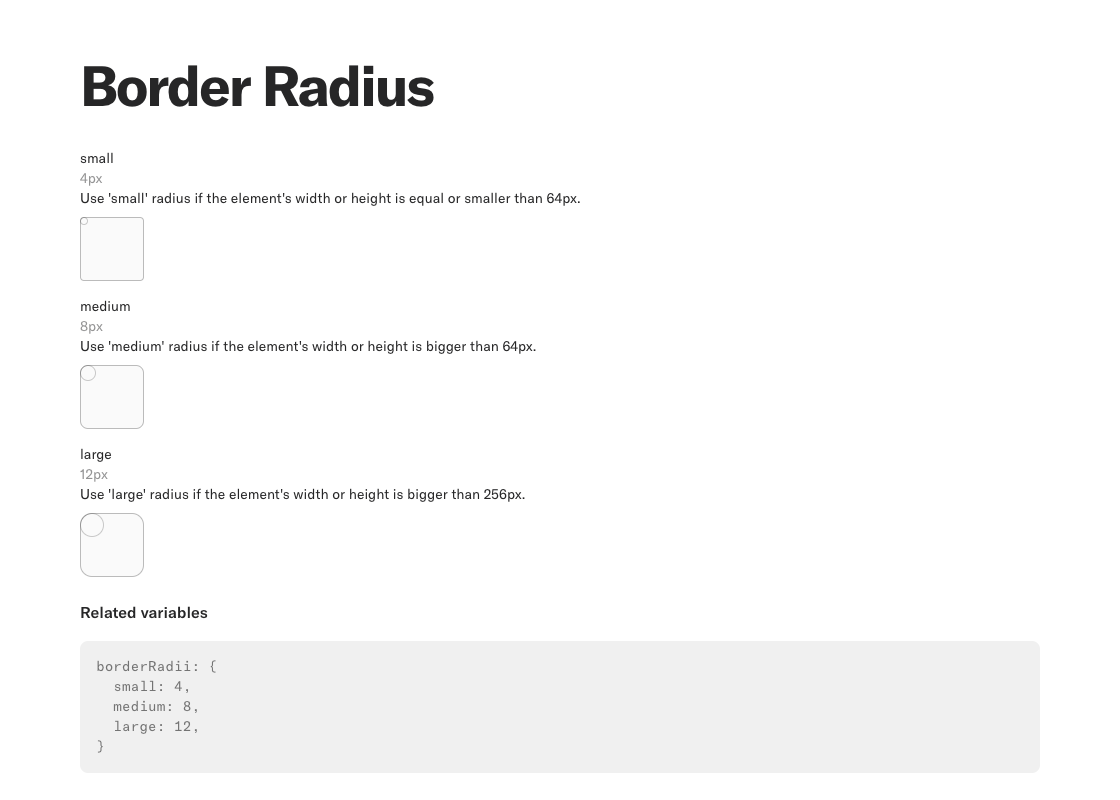 Border Radius
small
4px
Use 'small' radius if the element's width or height is equal or smaller than 64px.
medium
8px
Use 'medium' radius if the element's width or height is bigger than 64px.
large
12px
Use 'large' radius if the element's width or height is bigger than 256px.
Related variables
borderRadii: {
  small: 4,
  medium: 8,
  large: 12,
}